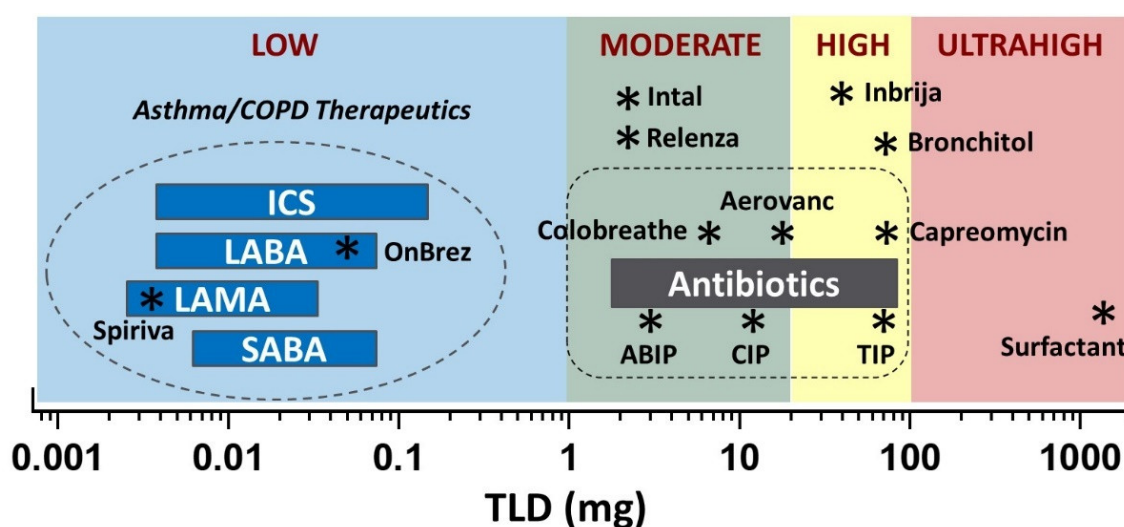 LOW
MODERATE
HIGH
ULTRAHIGH
Asthma/COPD Therapeutics
* Intal
* Inbrija
* Relenza
* Bronchitol
ICS
LABA *
OnBrez
* LAMA
Spiriva
SABA
Aerovanc
Colobreathe * *
* Capreomycin
Antibiotics
* * *
ABIP
CIP
TIP
*
Surfactant
0.001
0.01
0.1
1
10
100
1000
TLD (mg)